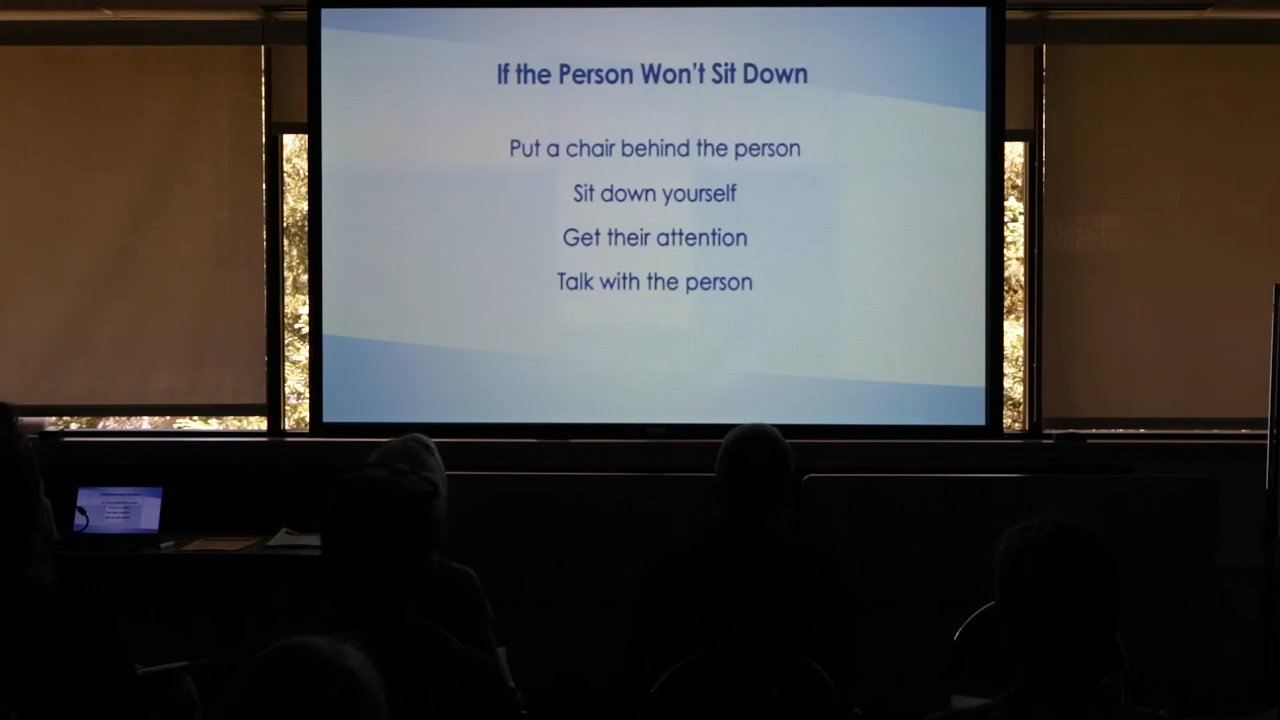 If the Person Won't Sit Down
Put a chair behind the person
Sit down yourself
Get their attention
Talk with the person